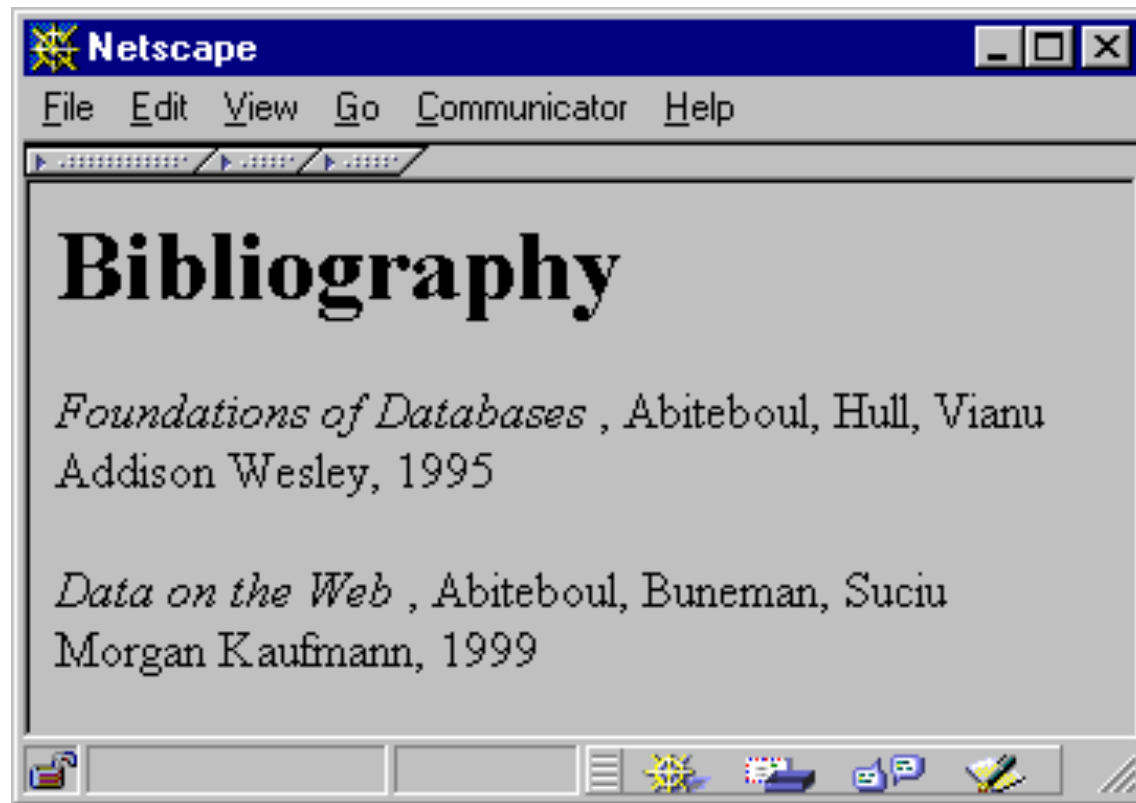 Netscape
File Edit View Go Communicator Help
Bibliography
Foundations of Databases , Abiteboul, Hull, Vianu
Addison Wesley, 1995
Data on the Web , Abiteboul, Buneman, Suciu
Morgan Kaufmann, 1999